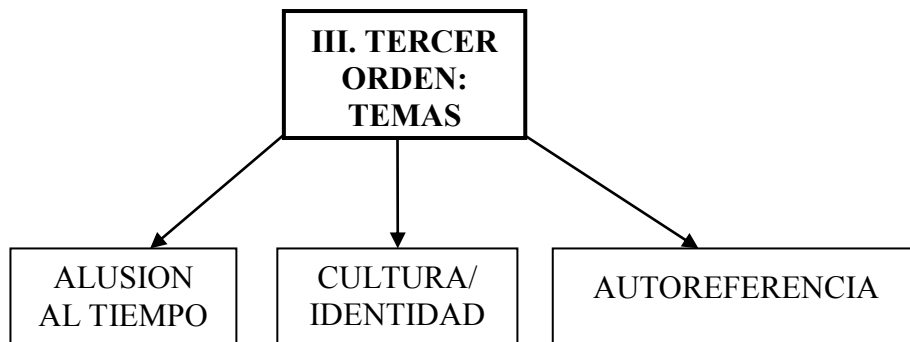 III. TERCER
ORDEN:
TEMAS
ALUSION
AL TIEMPO
CULTURA/
IDENTIDAD
AUTOREFERENCIA